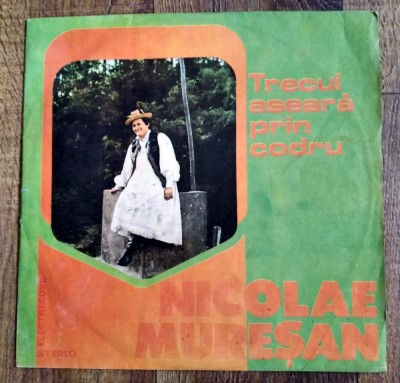 Trecui
aseară
prin
codru
NICOLAE
MUREȘAN
ELECTRECORD
STEREO